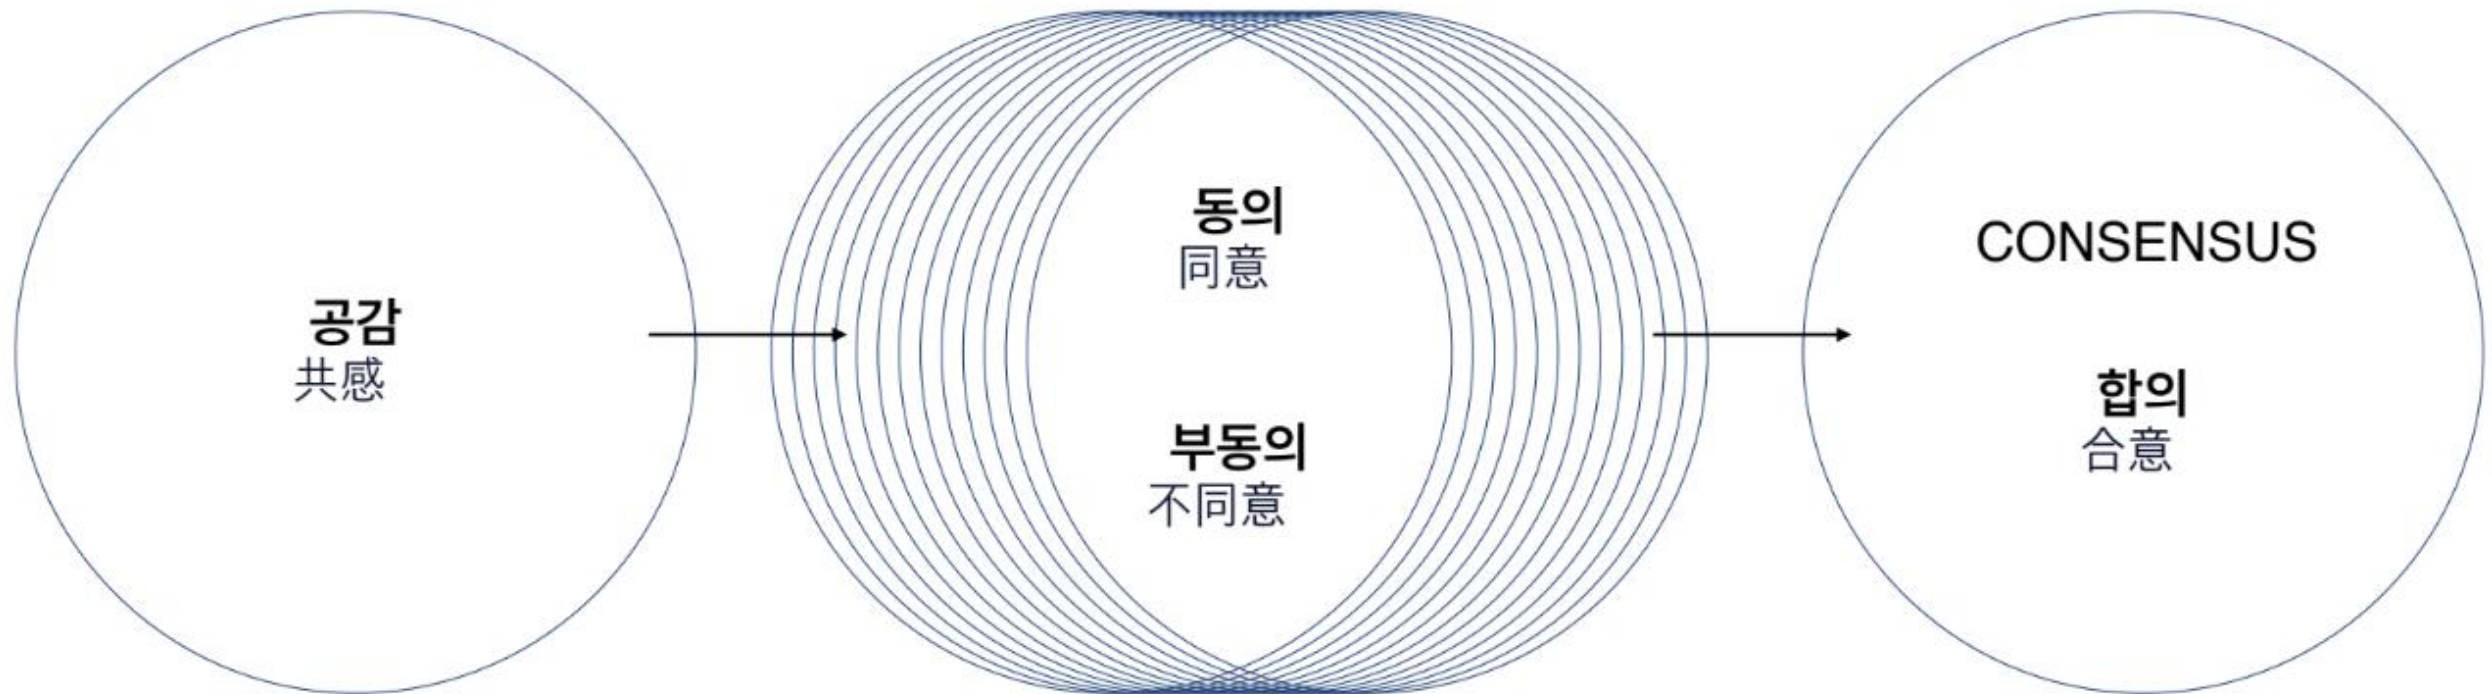 공감
共感
동의
同意
부동의
不同意
CONSENSUS
합의
合意